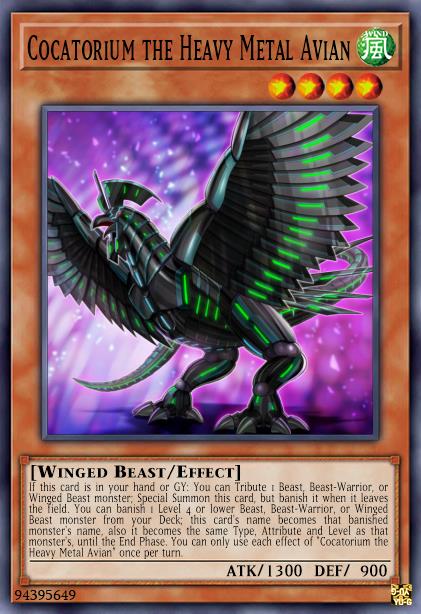 COCATORIUM THE HEAVY METAL AVIAN
WIND
風
[WINGED BEAST/EFFECT]
If this card is in your hand or GY: You can Tribute 1 Beast, Beast-Warrior, or
Winged Beast monster; Special Summon this card, but banish it when it leaves
the field. You can banish 1 Level 4 or lower Beast, Beast-Warrior, or Winged
Beast monster from your Deck; this card's name becomes that banished
monster's name, also it becomes the same Type, Attribute and Level as that
monster's, until the End Phase. You can only use each effect of "Cocatorium the
Heavy Metal Avian" once per turn.
ATK/1300 DEF/ 900
94395649